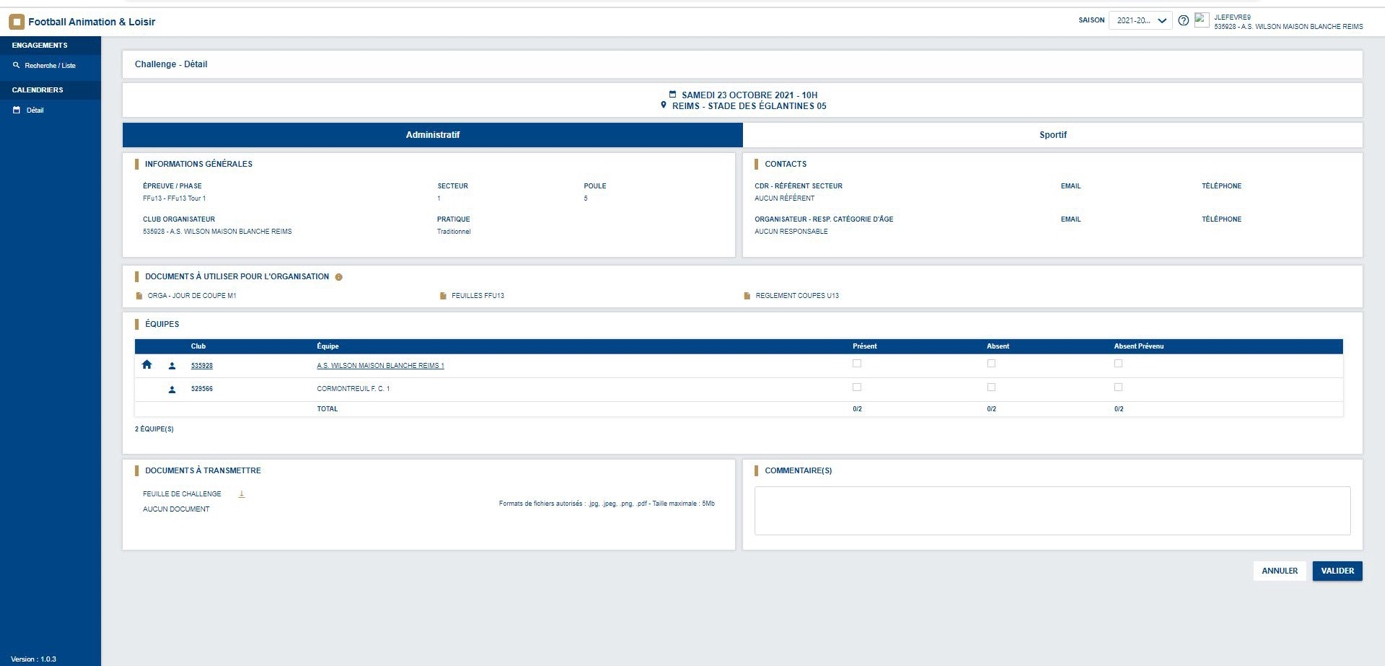 Football Animation & Loisir
SAISON 2021-20...
JLEFEVRE9
535928 - A.S. WILSON MAISON BLANCHE REIMS
ENGAGEMENTS
Recherche / Liste
CALENDRIERS
Détail
Challenge - Détail
SAMEDI 23 OCTOBRE 2021 - 10H
REIMS - STADE DES ÉGLANTINES 05
Administratif
Sportif
INFORMATIONS GÉNÉRALES
ÉPREUVE / PHASE SECTEUR POULE
FFu13 - FFu13 Tour 1 1 5
CLUB ORGANISATEUR PRATIQUE
535928 - A.S. WILSON MAISON BLANCHE REIMS Traditionnel
CONTACTS
CDR - RÉFÉRENT SECTEUR EMAIL TÉLÉPHONE
AUCUN RÉFÉRENT
ORGANISATEUR - RESP. CATÉGORIE D'ÂGE EMAIL TÉLÉPHONE
AUCUN RESPONSABLE
DOCUMENTS À UTILISER POUR L'ORGANISATION
ORGA - JOUR DE COUPE M1 FEUILLES FFU13 REGLEMENT COUPES U13
ÉQUIPES
Club Équipe Présent Absent Absent Prévenu
535928 A.S. WILSON MAISON BLANCHE REIMS 1
529566 CORMONTREUIL F. C. 1
TOTAL 0/2 0/2 0/2
2 ÉQUIPE(S)
DOCUMENTS À TRANSMETTRE
FEUILLE DE CHALLENGE
AUCUN DOCUMENT
Formats de fichiers autorisés : .jpg, .jpeg, .png, .pdf - Taille maximale : 5Mb
COMMENTAIRE(S)
ANNULER VALIDER
Version : 1.0.3